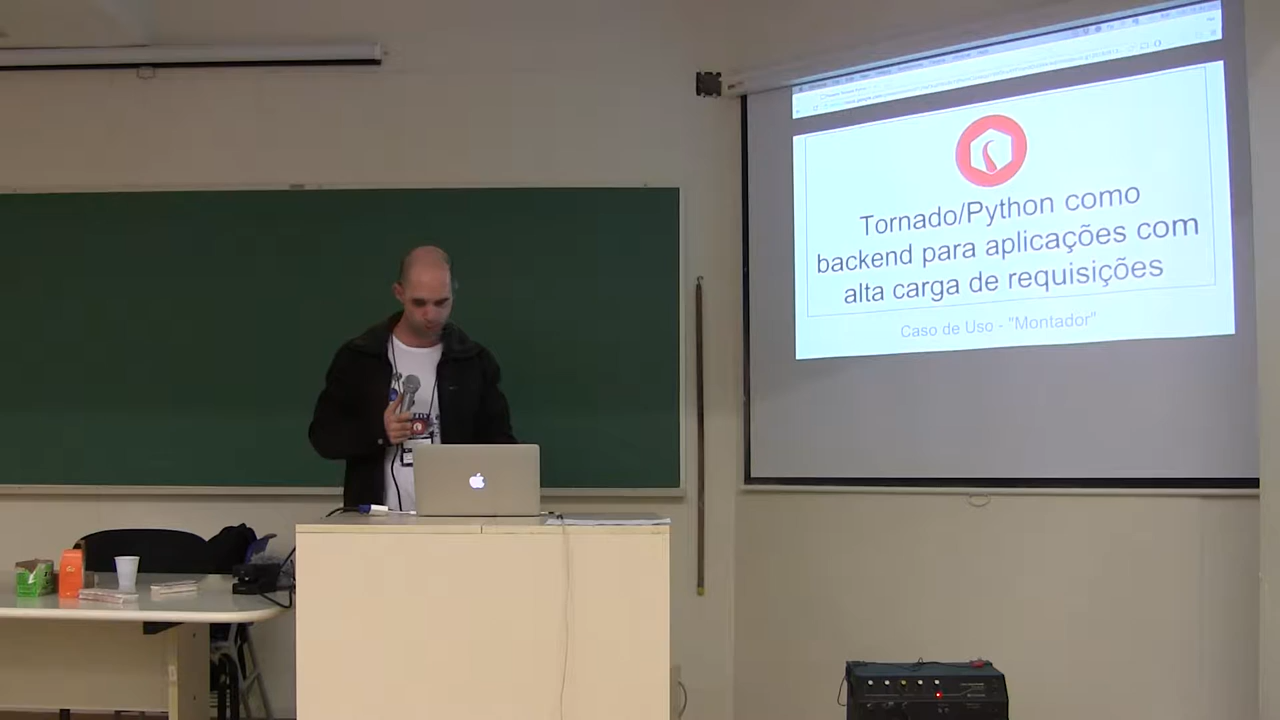 Tornado/Python como
backend para aplicações com
alta carga de requisições
Caso de Uso - "Montador"